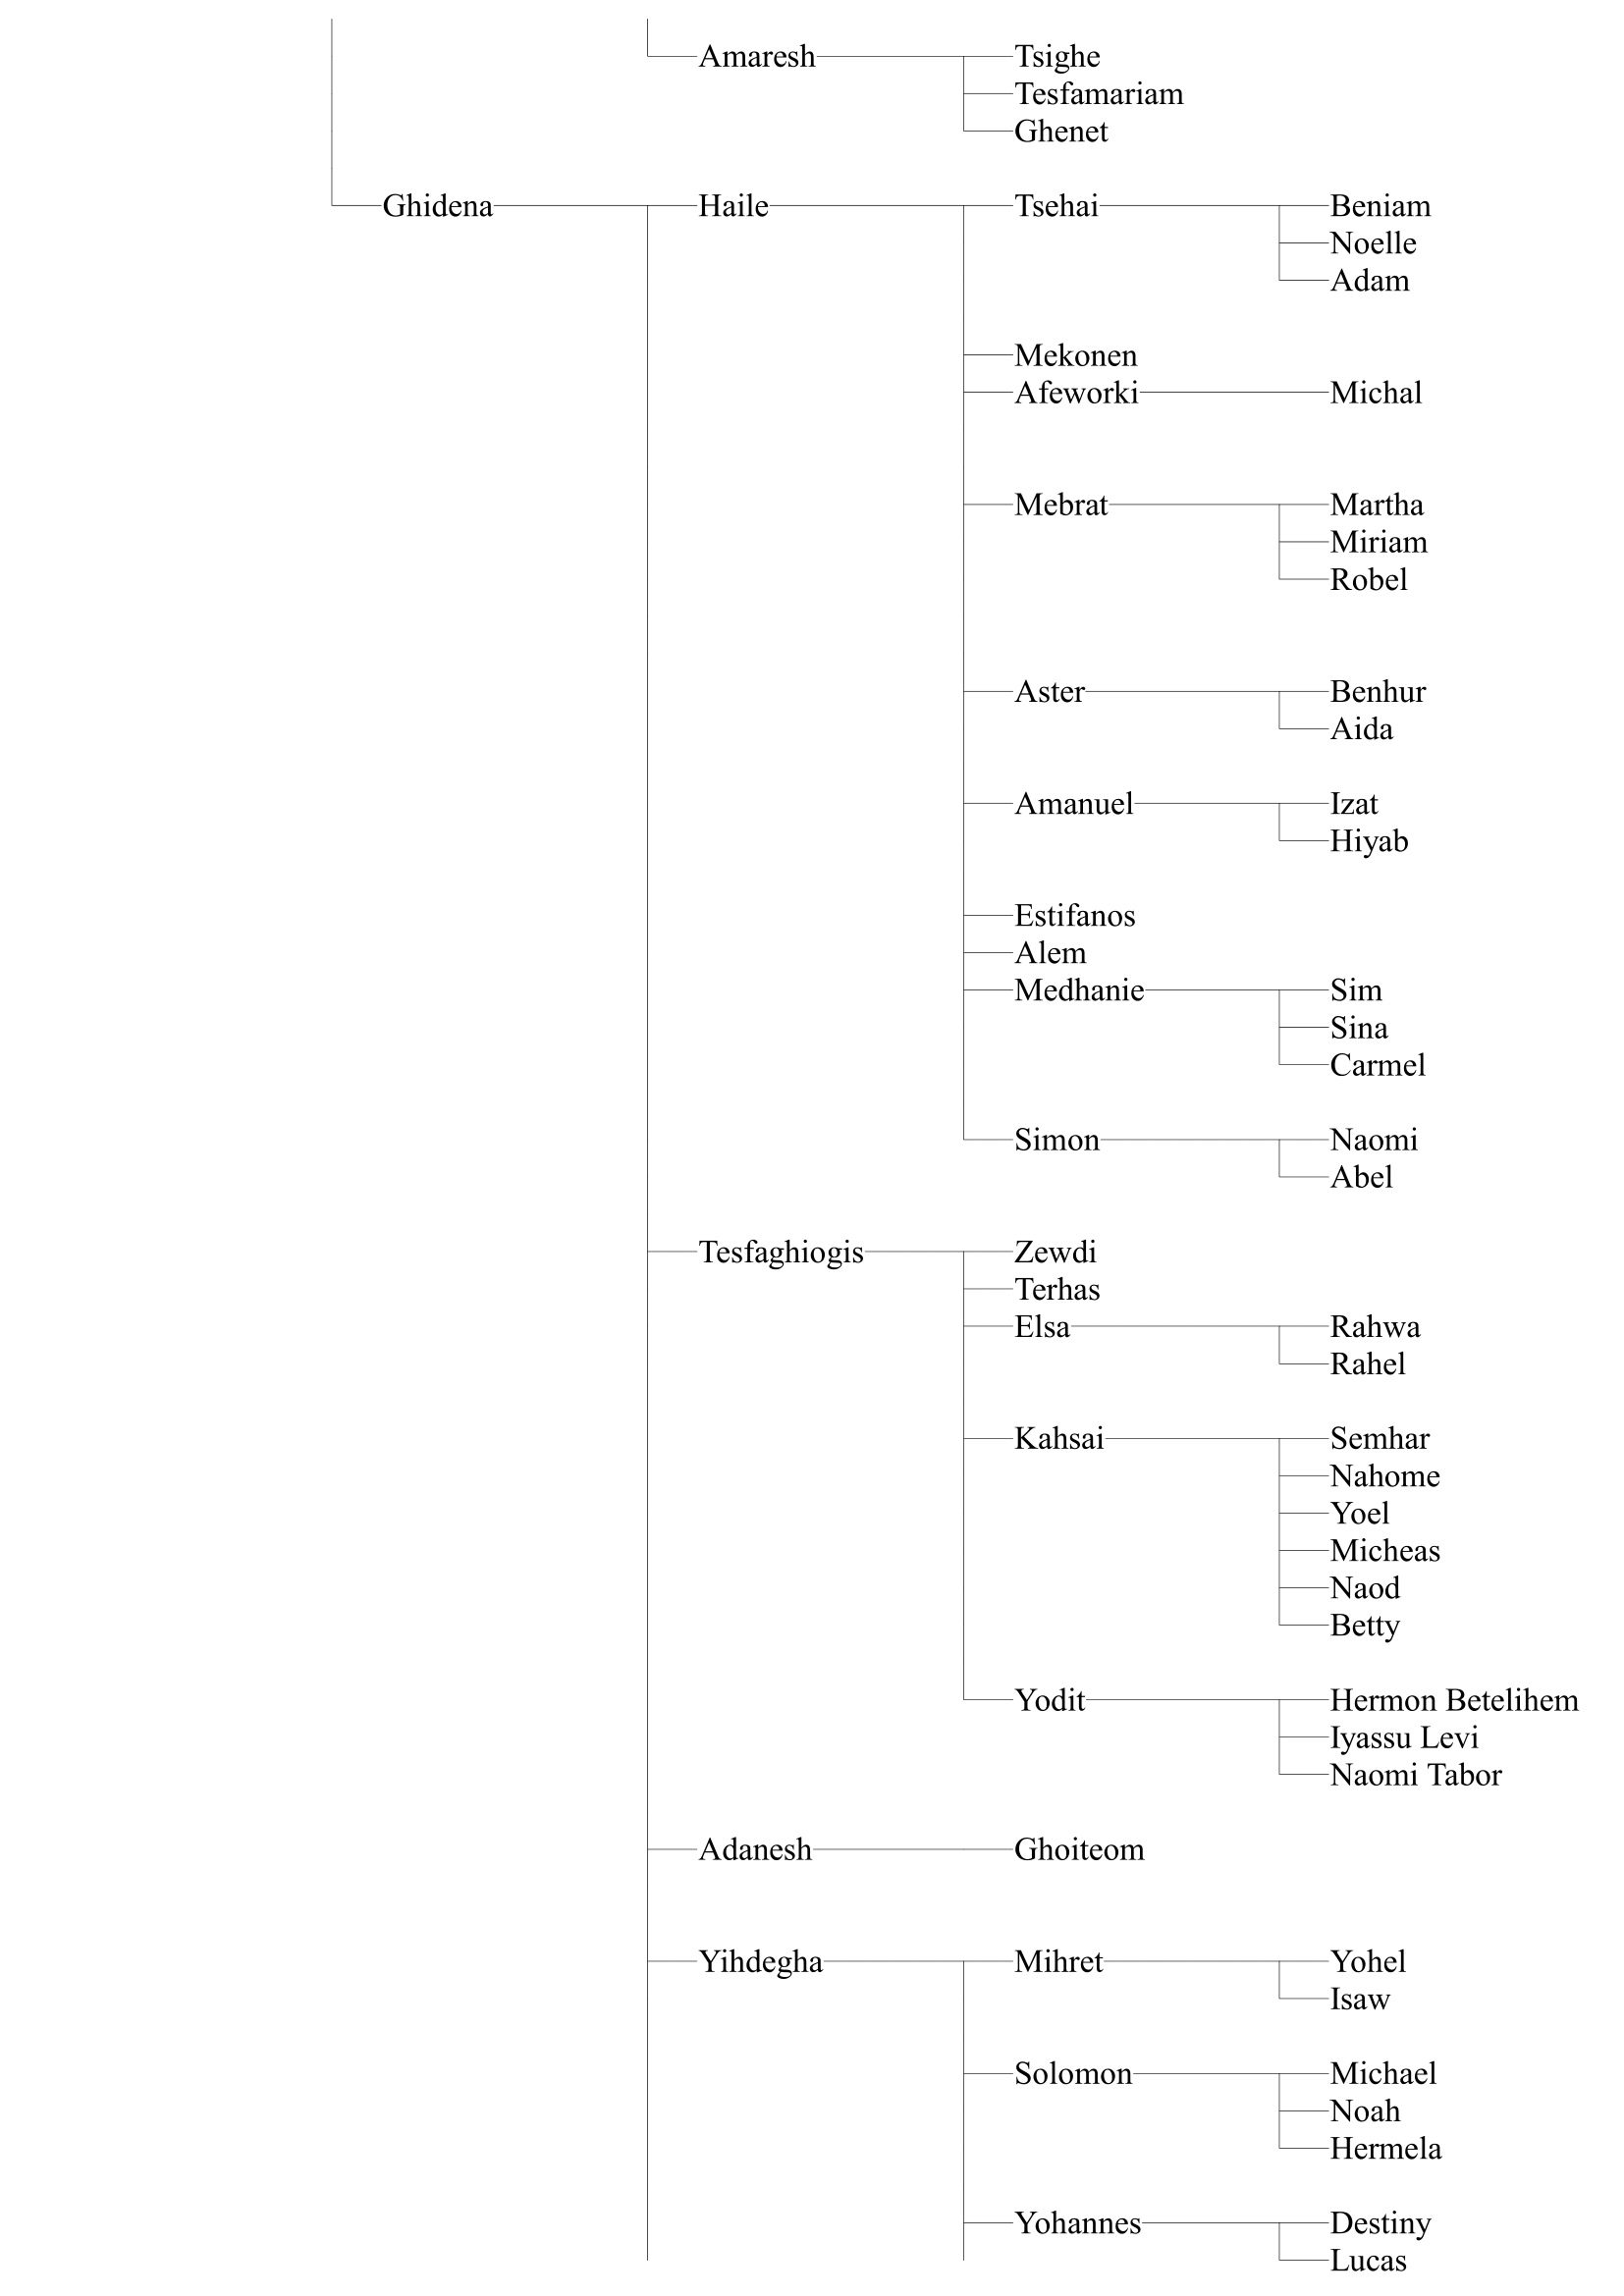 Amaresh Tsighe
Tesfamariam
Ghenet
Ghidena Haile Tsehai Beniam
Noelle
Adam
Mekonen
Afeworki Michal
Mebrat Martha
Miriam
Robel
Aster Benhur
Aida
Amanuel Izat
Hiyab
Estifanos
Alem
Medhanie Sim
Sina
Carmel
Simon Naomi
Abel
Tesfaghiogis Zewdi
Terhas
Elsa Rahwa
Rahel
Kahsai Semhar
Nahome
Yoel
Micheas
Naod
Betty
Yodit Hermon Betelihem
Iyassu Levi
Naomi Tabor
Adanesh Ghoiteom
Yihdegha Mihret Yohel
Isaw
Solomon Michael
Noah
Hermela
Yohannes Destiny
Lucas